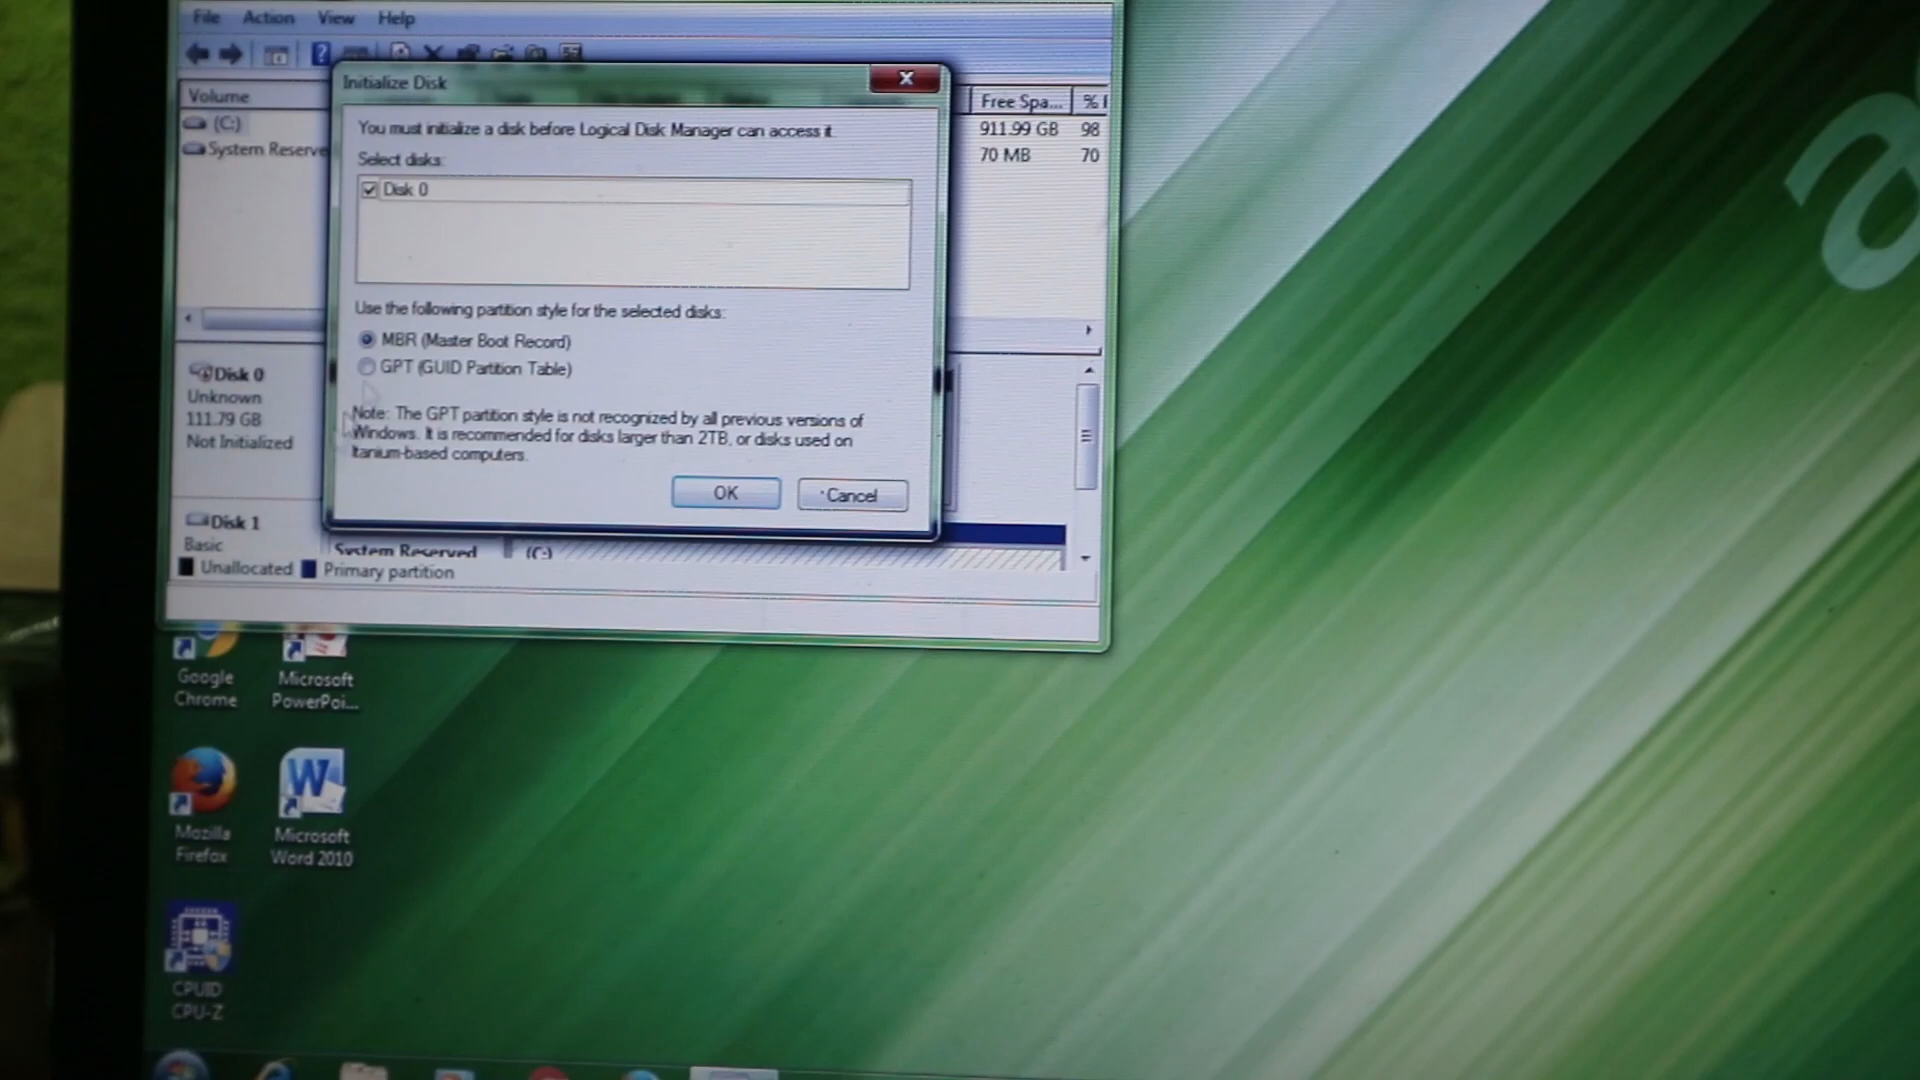 File Action View Help
Initialize Disk
Volume
Free Spa...
% 
(C:)
911.99 GB 98
System Reserve
70 MB 70
You must initialize a disk before Logical Disk Manager can access it.
Select disks:
Disk 0
Use the following partition style for the selected disks:
MBR (Master Boot Record)
GPT (GUID Partition Table)
Note: The GPT partition style is not recognized by all previous versions of
Windows. It is recommended for disks larger than 2TB, or disks used on
Itanium-based computers.
OK Cancel
Disk 0
Unknown
111.79 GB
Not Initialized
Disk 1
Basic
System Reserved (C:)
Unallocated Primary partition
Google
Chrome
Microsoft
PowerPoi...
Mozilla
Firefox
Microsoft
Word 2010
CPUID
CPU-Z